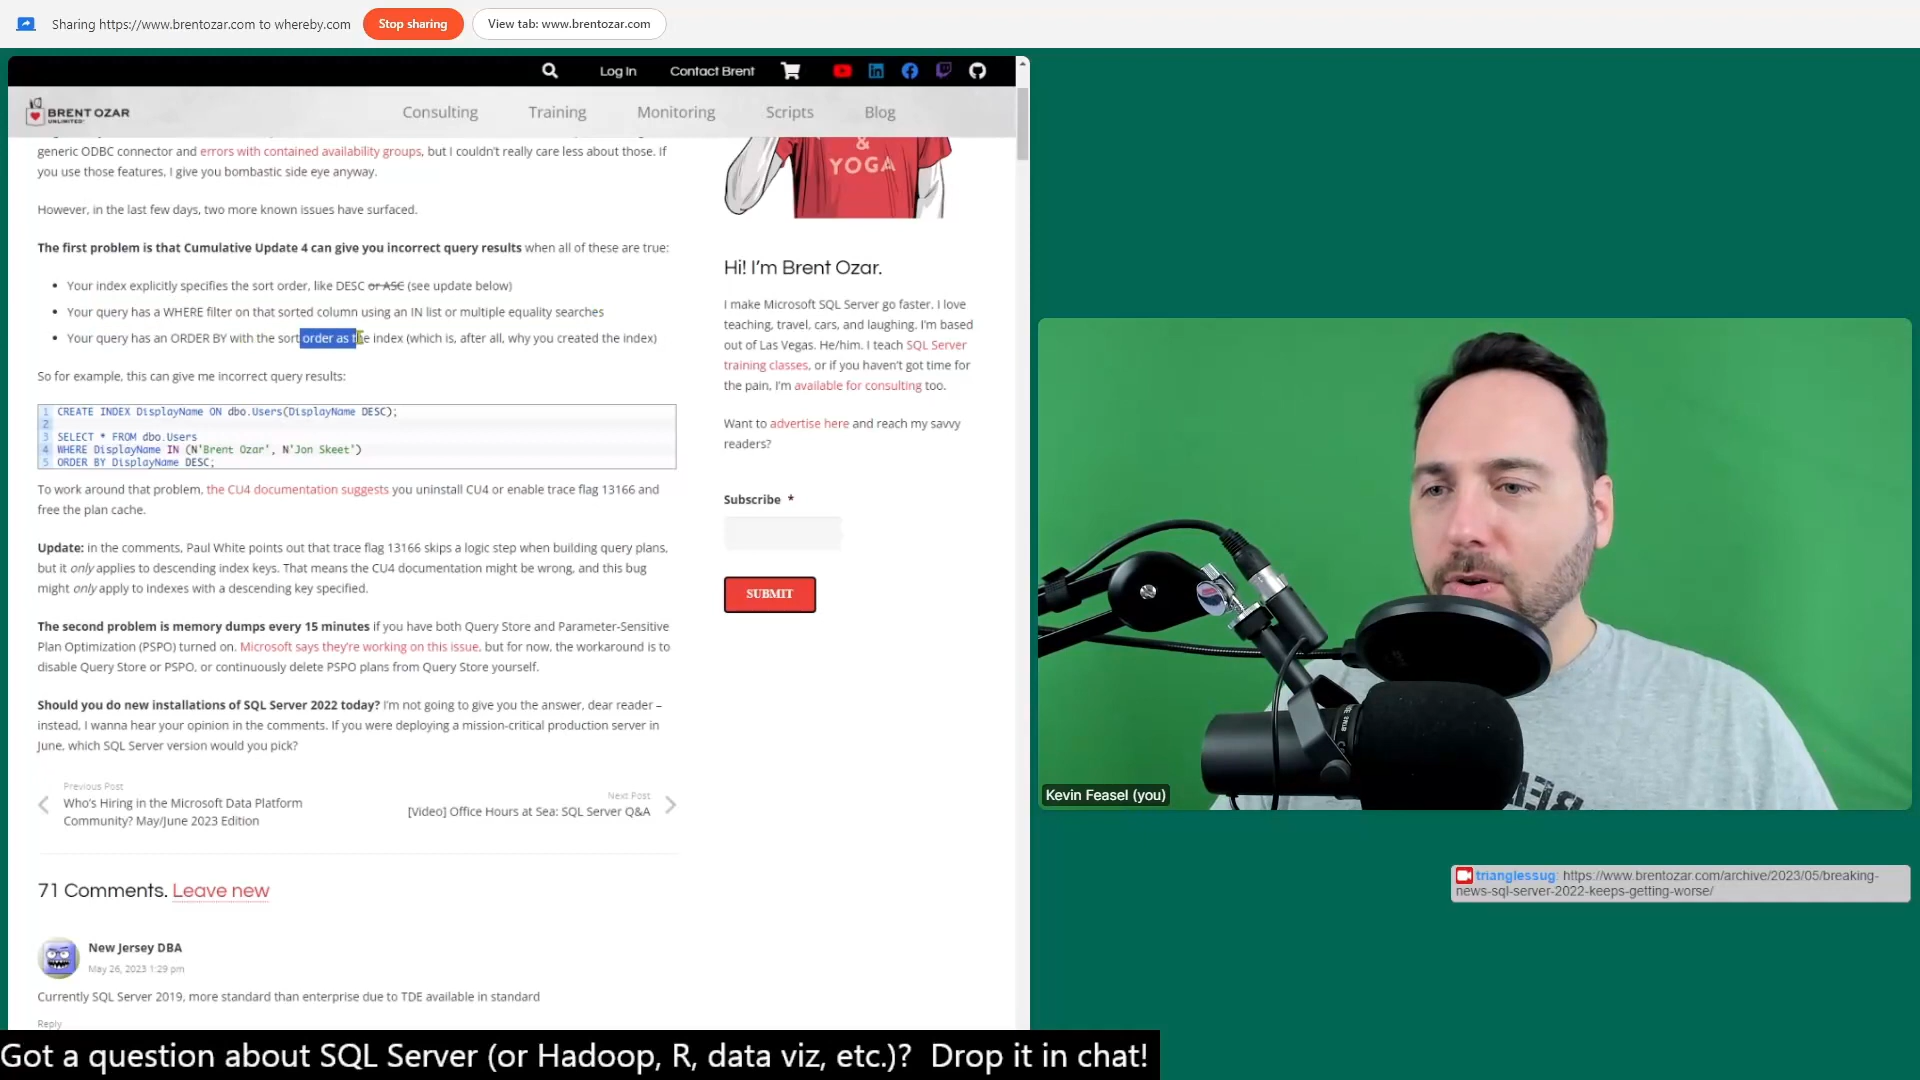 Sharing https://www.brentozar.com to whereby.com
Stop sharing
View tab: www.brentozar.com
Log In
Contact Brent
BRENT OZAR
UNLIMITED
Consulting
Training
Monitoring
Scripts
Blog
generic ODBC connector and errors with contained availability groups, but I couldn't really care less about those. If
you use those features, I give you bombastic side eye anyway.
However, in the last few days, two more known issues have surfaced.
The first problem is that Cumulative Update 4 can give you incorrect query results when all of these are true:
• Your index explicitly specifies the sort order, like DESC or ASC (see update below)
• Your query has a WHERE filter on that sorted column using an IN list or multiple equality searches
• Your query has an ORDER BY with the sort order as the index (which is, after all, why you created the index)
So for example, this can give me incorrect query results:
1 CREATE INDEX DisplayName ON dbo.Users(DisplayName DESC);
2
3 SELECT * FROM dbo.Users
4 WHERE DisplayName IN (N'Brent Ozar', N'Jon Skeet')
5 ORDER BY DisplayName DESC;
To work around that problem, the CU4 documentation suggests you uninstall CU4 or enable trace flag 13166 and
free the plan cache.
Update: in the comments, Paul White points out that trace flag 13166 skips a logic step when building query plans,
but it only applies to descending index keys. That means the CU4 documentation might be wrong, and this bug
might only apply to indexes with a descending key specified.
The second problem is memory dumps every 15 minutes if you have both Query Store and Parameter-Sensitive
Plan Optimization (PSPO) turned on. Microsoft says they're working on this issue, but for now, the workaround is to
disable Query Store or PSPO, or continuously delete PSPO plans from Query Store yourself.
Should you do new installations of SQL Server 2022 today? I'm not going to give you the answer, dear reader –
instead, I wanna hear your opinion in the comments. If you were deploying a mission-critical production server in
June, which SQL Server version would you pick?
Previous Post
Who's Hiring in the Microsoft Data Platform
Community? May/June 2023 Edition
Next Post
[Video] Office Hours at Sea: SQL Server Q&A
71 Comments. Leave new
New Jersey DBA
May 26, 2023 1:29 pm
Currently SQL Server 2019, more standard than enterprise due to TDE available in standard
Reply
&
YOGA
Hi! I'm Brent Ozar.
I make Microsoft SQL Server go faster. I love
teaching, travel, cars, and laughing. I'm based
out of Las Vegas. He/him. I teach SQL Server
training classes, or if you haven't got time for
the pain, I'm available for consulting too.
Want to advertise here and reach my savvy
readers?
Subscribe *
SUBMIT
Kevin Feasel (you)
trianglessug: https://www.brentozar.com/archive/2023/05/breaking-
news-sql-server-2022-keeps-getting-worse/
Got a question about SQL Server (or Hadoop, R, data viz, etc.)? Drop it in chat!